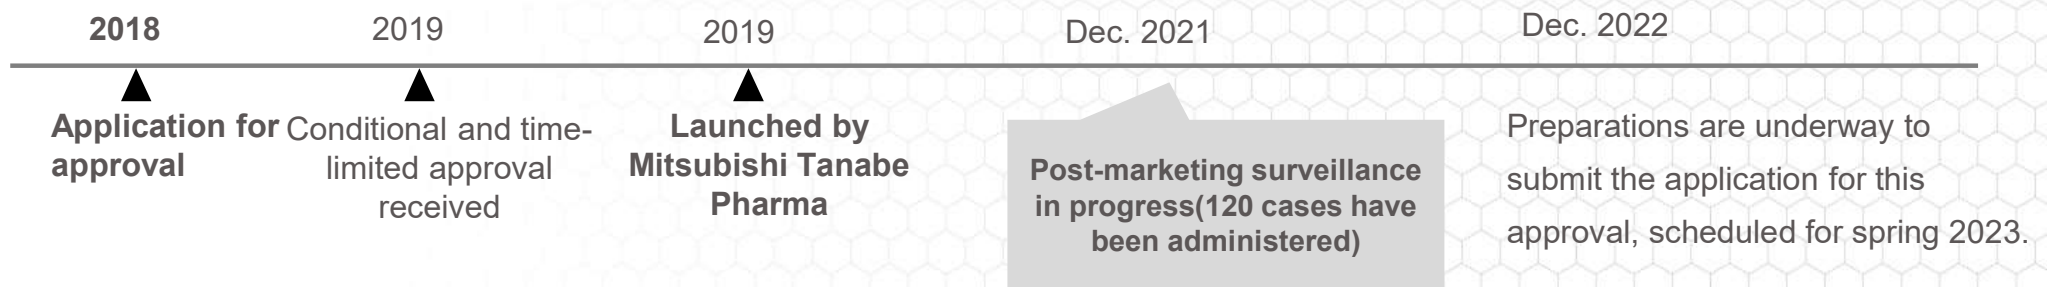 2018
2019
2019
Dec. 2021
Dec. 2022
Application for
approval
Conditional and time-
limited approval
received
Launched by
Mitsubishi Tanabe
Pharma
Post-marketing surveillance
in progress(120 cases have
been administered)
Preparations are underway to
submit the application for this
approval, scheduled for spring 2023.